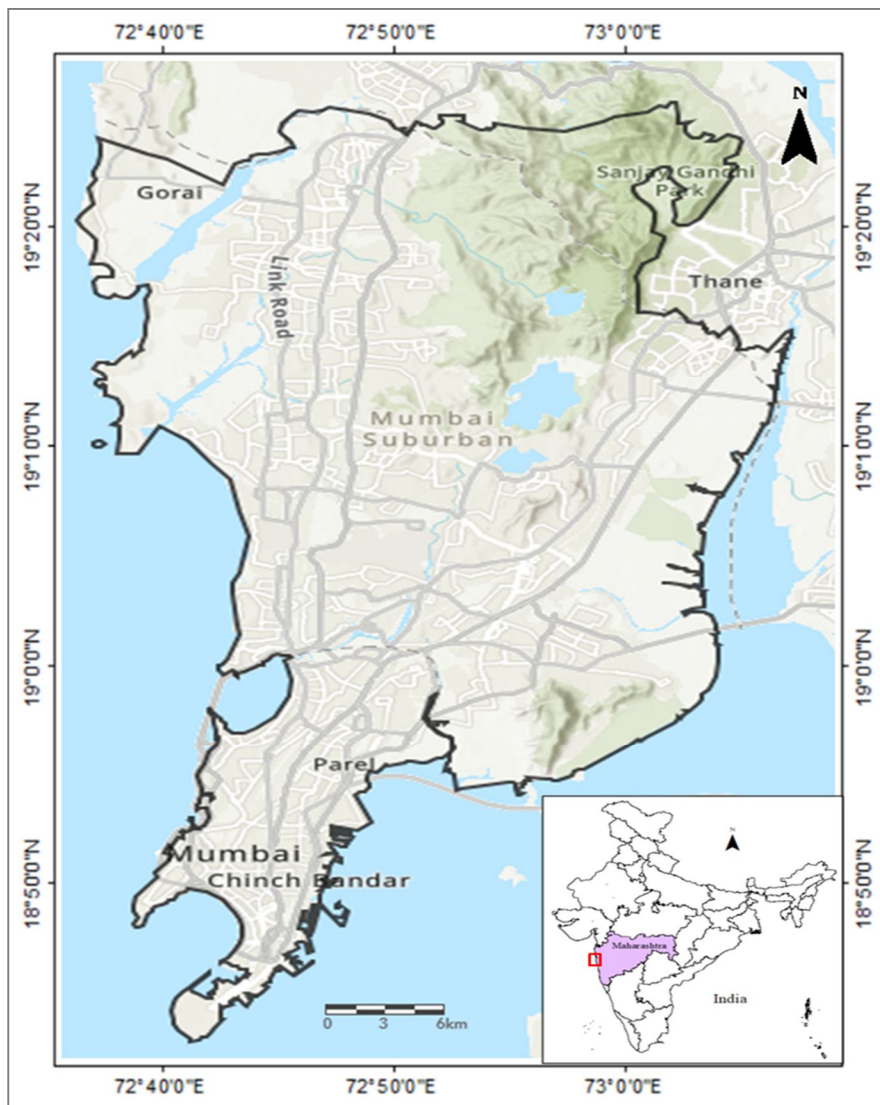 72°40'0"E 72°50'0"E 73°0'0"E
N
Sanjay Gandhi
Park
Gorai
19°20'0"N 19°20'0"N
Link Road
Thane
Mumbai
Suburban
19°10'0"N 19°10'0"N
19°0'0"N 19°0'0"N
Parel
Mumbai
Chinch Bandar
18°50'0"N 18°50'0"N
N
Maharashtra
India
0 3 6km
72°40'0"E 72°50'0"E 73°0'0"E